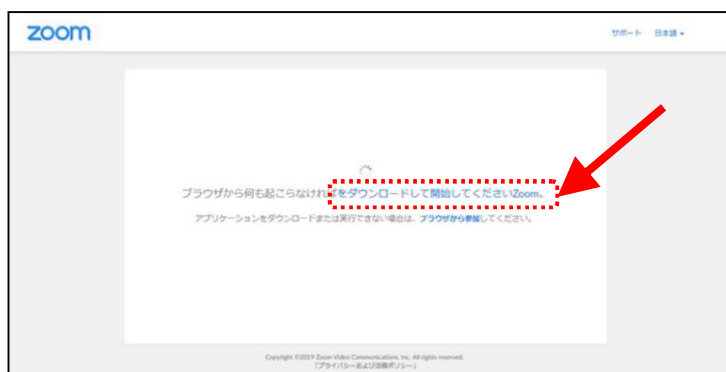 zoom
サポート 日本語
ブラウザから何も起こらなければをダウンロードして開始してくださいZoom。
アプリケーションをダウンロードまたは実行できない場合は、ブラウザから参加してください。
Copyright ©2019 Zoom Video Communications, Inc. All rights reserved.
「プライバシーおよび法務ポリシー」